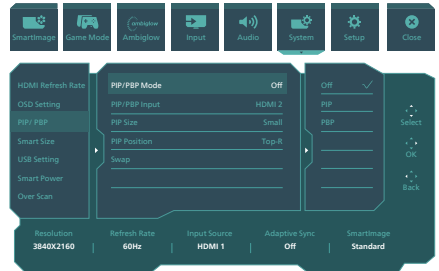 SmartImage Game Mode Ambiglow Input Audio System Setup Close
ambiglow
HDMI Refresh Rate PIP/PBP Mode Off Off
OSD Setting PIP/PBP Input HDMI 2 PIP
PIP/ PBP PIP Size Small PBP Select
Smart Size PIP Position Top-R
USB Setting Swap OK
Smart Power
Over Scan Back
Resolution Refresh Rate Input Source Adaptive Sync SmartImage
3840X2160 | 60Hz | HDMI 1 | Off | Standard